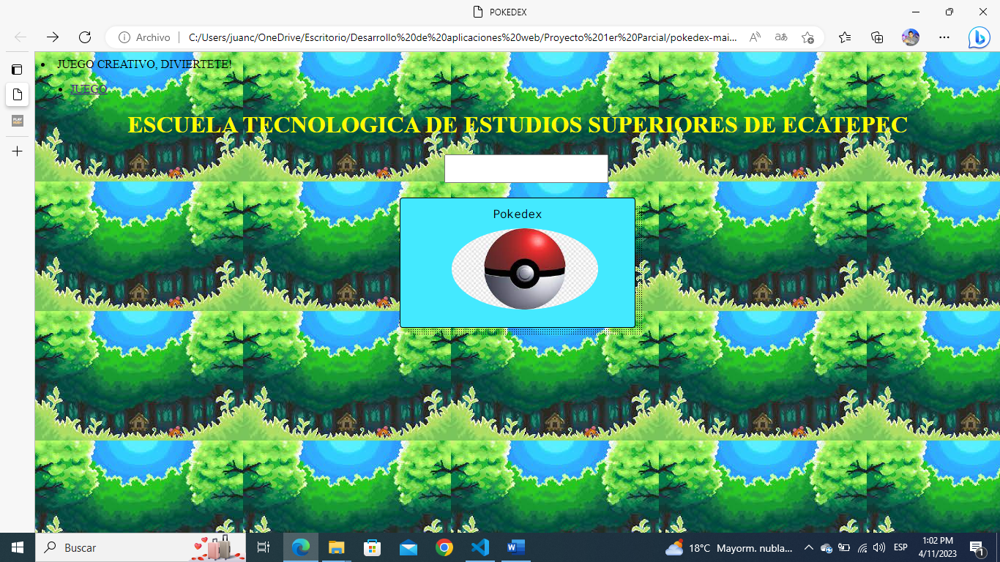 POKEDEX
Archivo
C:/Users/juanc/OneDrive/Escritorio/Desarrollo%20de%20aplicaciones%20web/Proyecto%201er%20Parcial/pokedex-mai...
JUEGO CREATIVO, DIVIERTETE!
JUEGO
ESCUELA TECNOLOGICA DE ESTUDIOS SUPERIORES DE ECATEPEC
Pokedex
Buscar
18°C Mayorm. nubla...
ESP
1:02 PM
4/11/2023
1